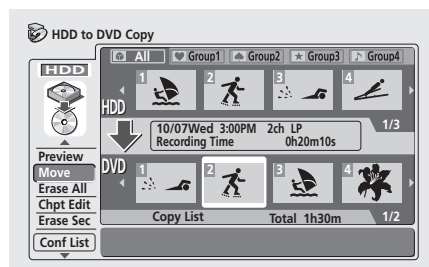 HDD to DVD Copy
All Group1 Group2 Group3 Group4
HDD
HDD
1 2 3 4
10/07Wed 3:00PM 2ch LP
1/3
Recording Time 0h20m10s
DVD
1 2 3 4
Preview
Move
Erase All
Chpt Edit
Erase Sec
Copy List Total 1h30m 1/2
Conf List